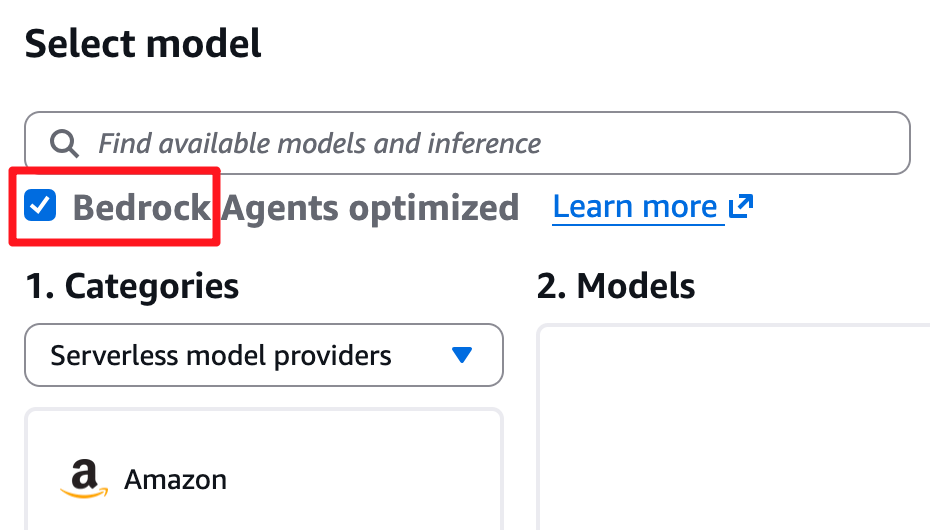 Select model
Find available models and inference
Bedrock Agents optimized Learn more
1. Categories
2. Models
Serverless model providers
a Amazon